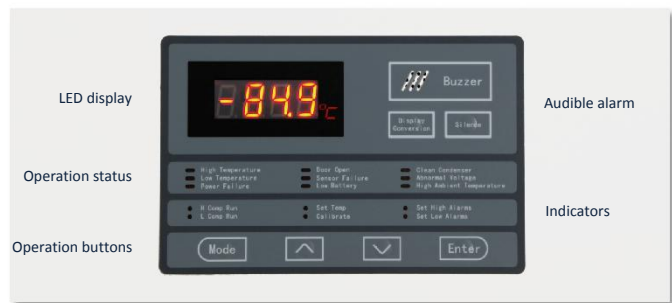 LED display
-84.9 °C
Buzzer
Audible alarm
Display Conversion
Silence
Operation status
High Temperature
Low Temperature
Power Failure
Door Open
Sensor Failure
Low Battery
Clean Condenser
Abnormal Voltage
High Ambient Temperature
H Comp Run
L Comp Run
Set Temp
Calibrate
Set High Alarms
Set Low Alarms
Indicators
Operation buttons
Mode
Enter